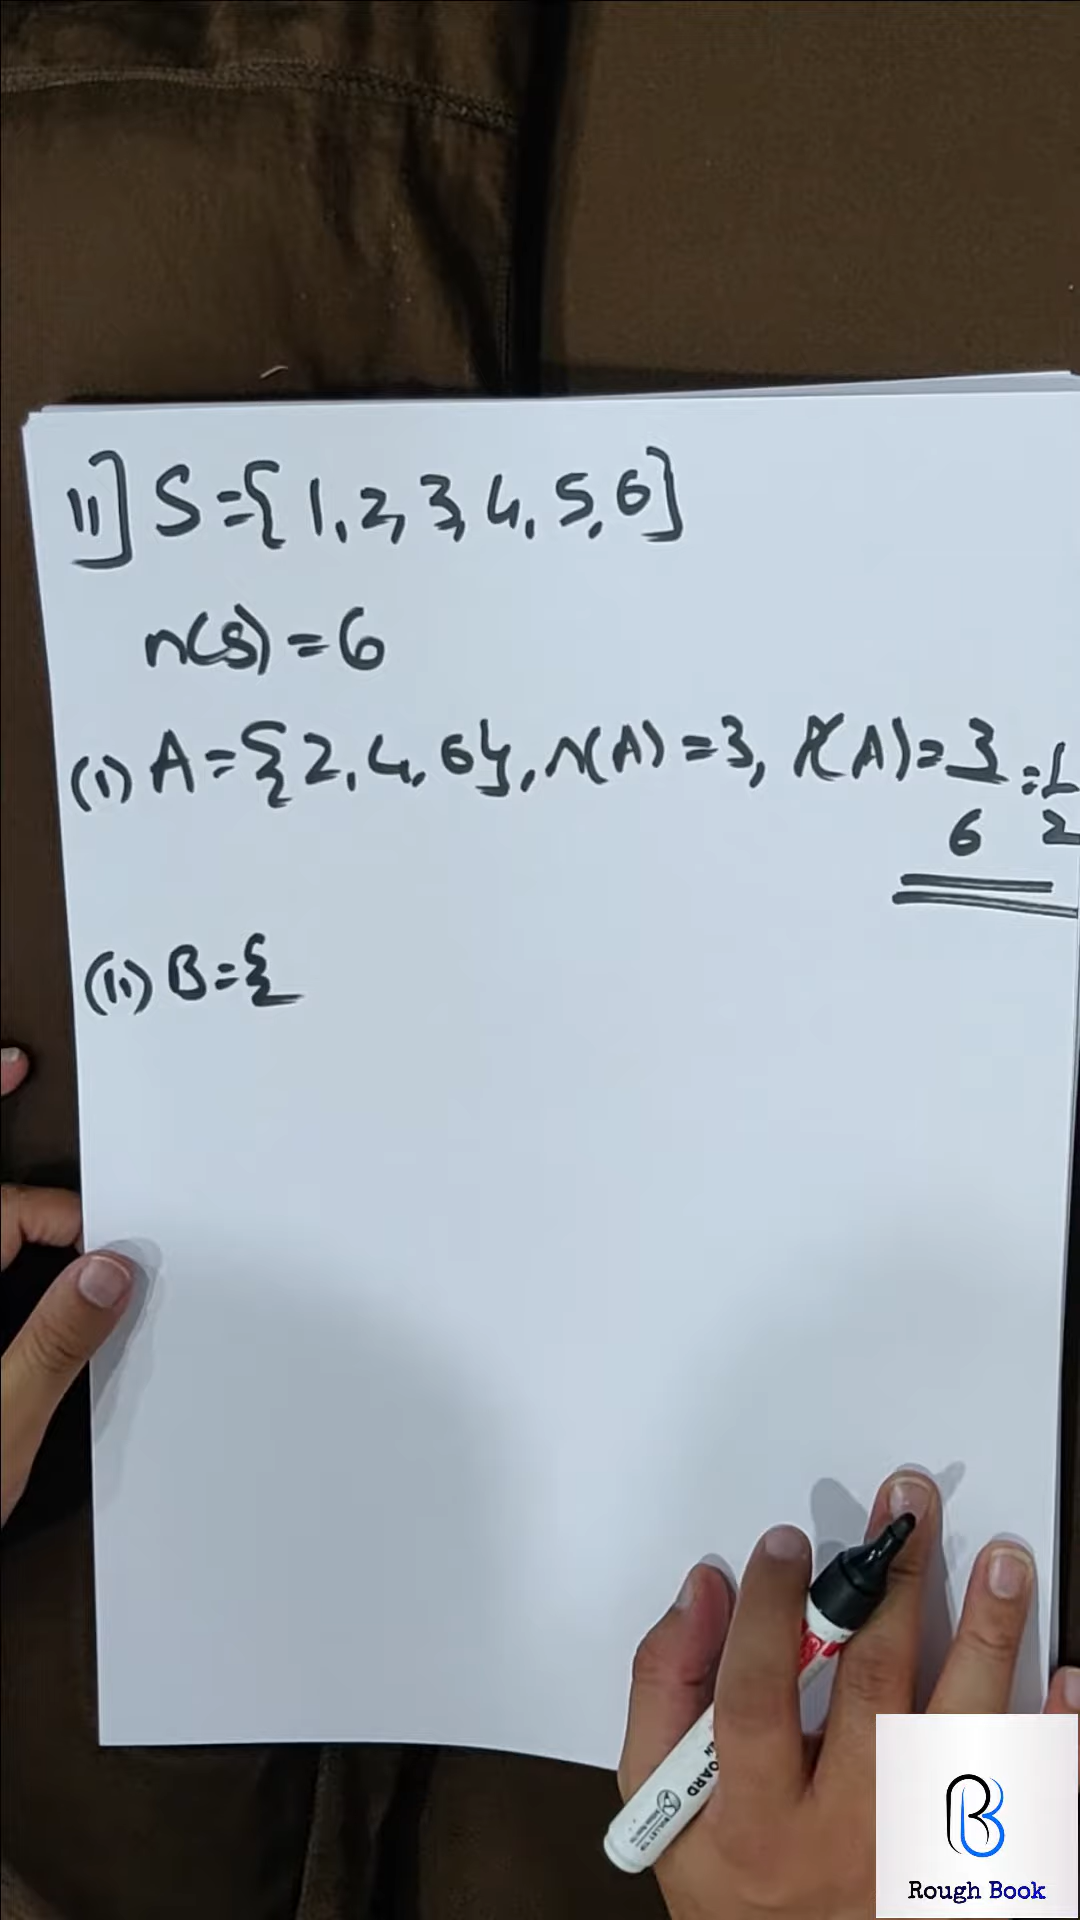 11] S={1,2,3,4,5,6}
n(S)=6
(i) A={2,4,6}, n(A)=3, P(A)=3/6=1/2
(ii) B={
OARD
Rough Book